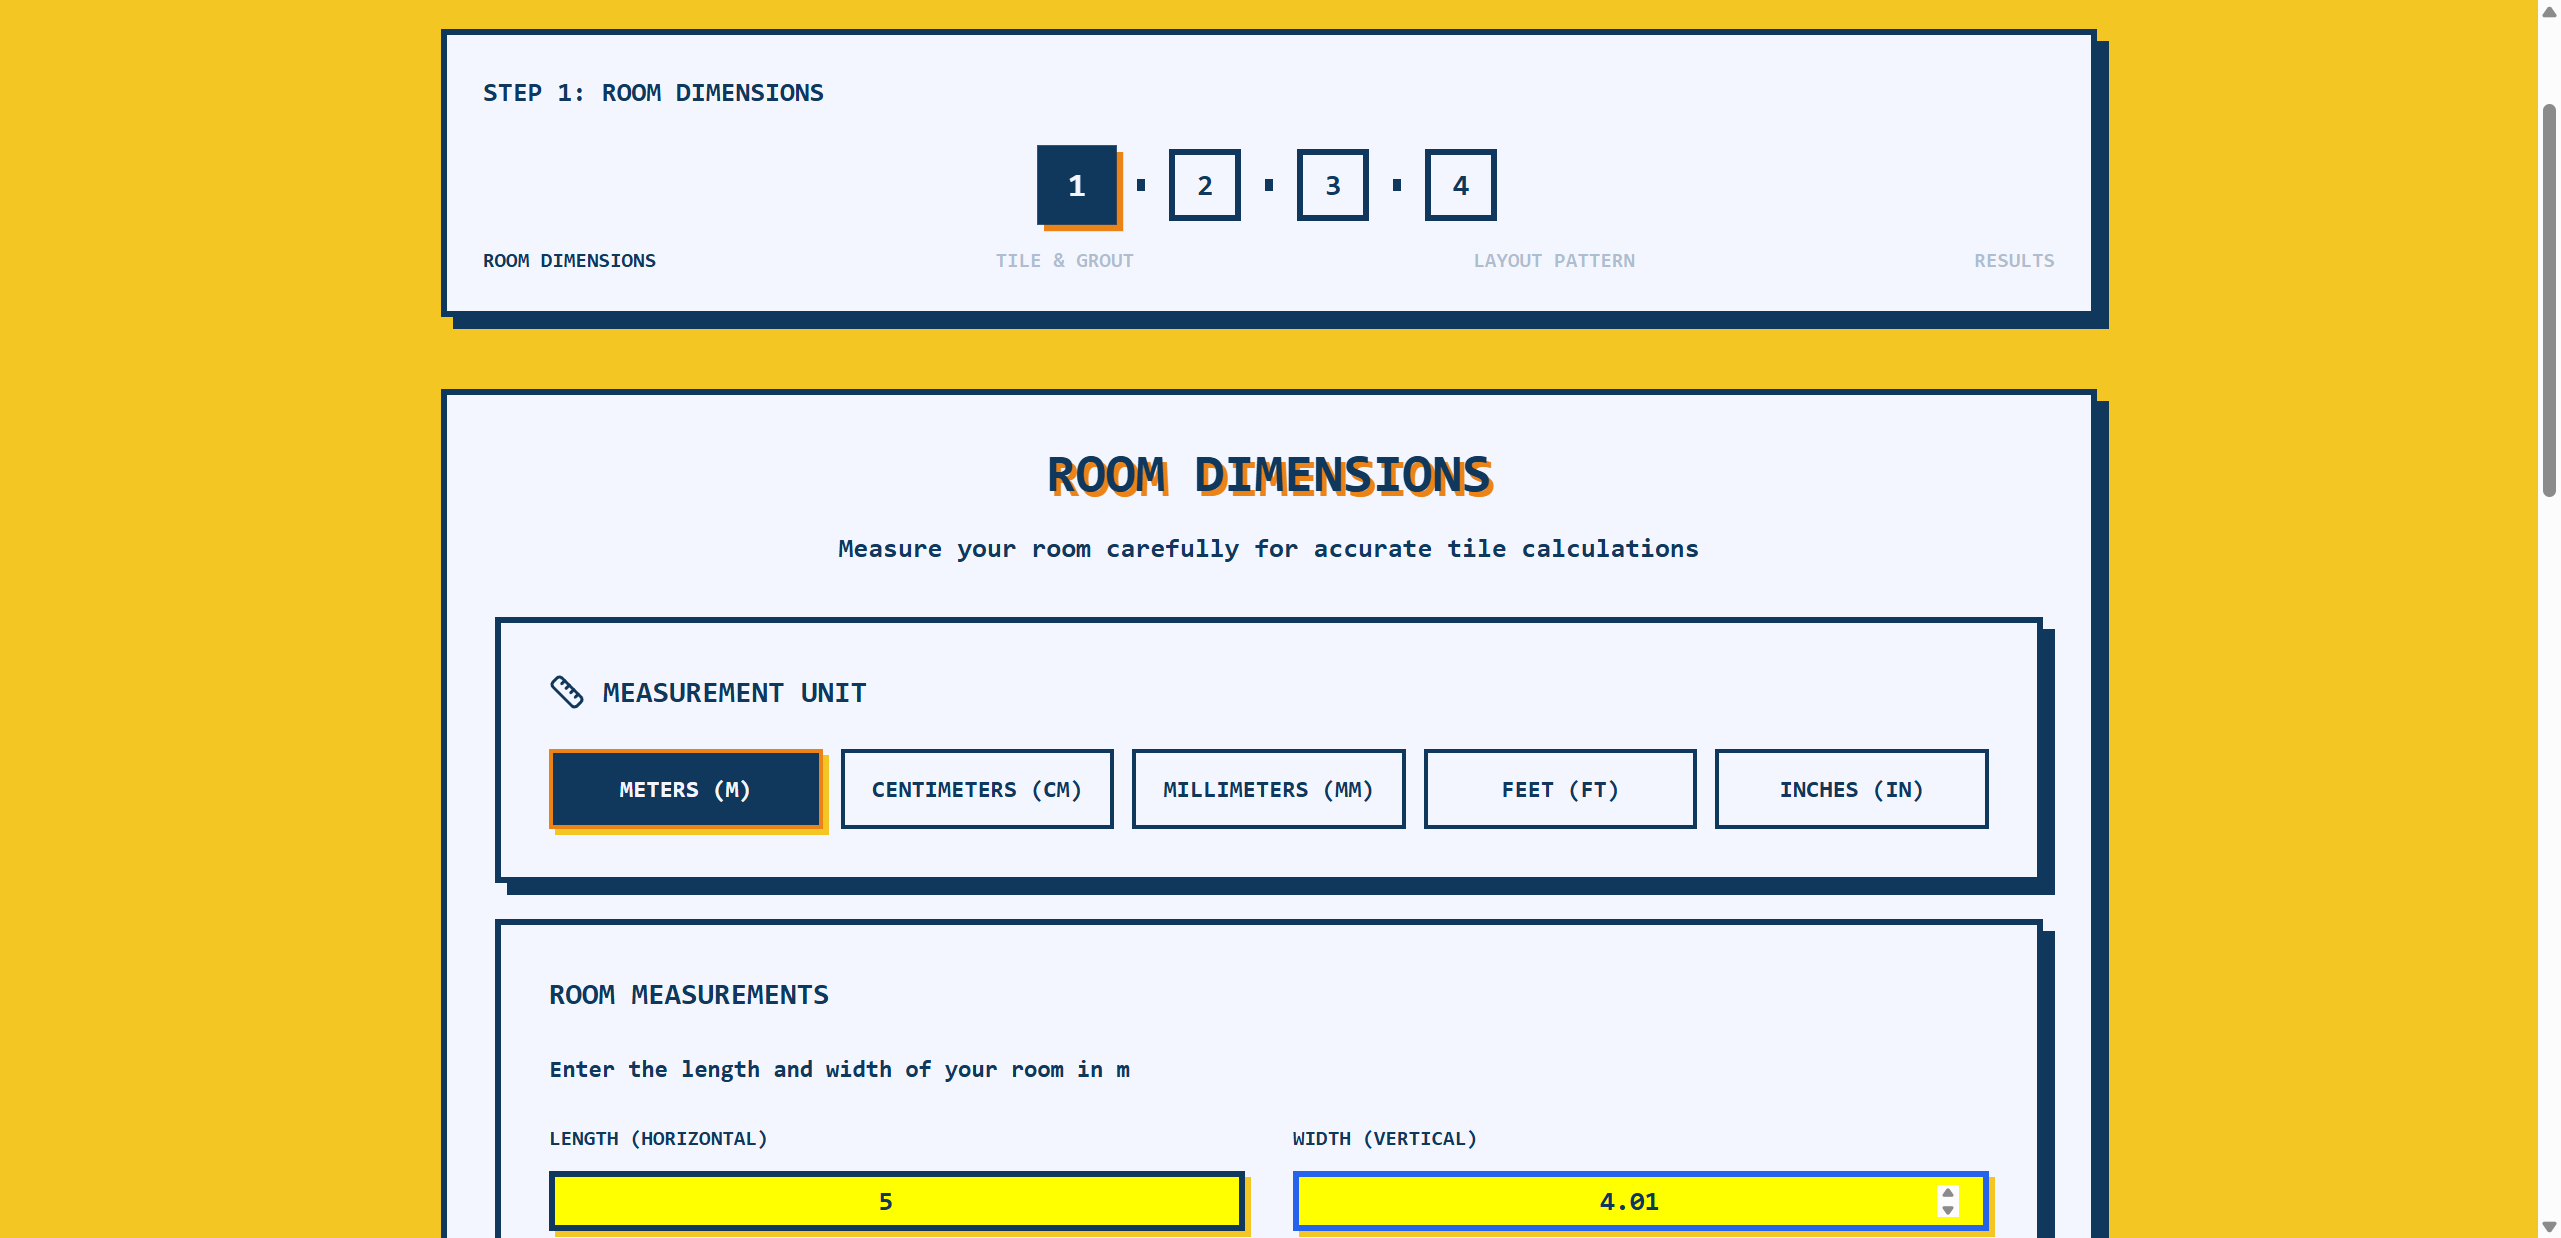 STEP 1: ROOM DIMENSIONS
1 2 3 4
ROOM DIMENSIONS TILE & GROUT LAYOUT PATTERN RESULTS
ROOM DIMENSIONS
Measure your room carefully for accurate tile calculations
MEASUREMENT UNIT
METERS (M) CENTIMETERS (CM) MILLIMETERS (MM) FEET (FT) INCHES (IN)
ROOM MEASUREMENTS
Enter the length and width of your room in m
LENGTH (HORIZONTAL) WIDTH (VERTICAL)
5 4.01